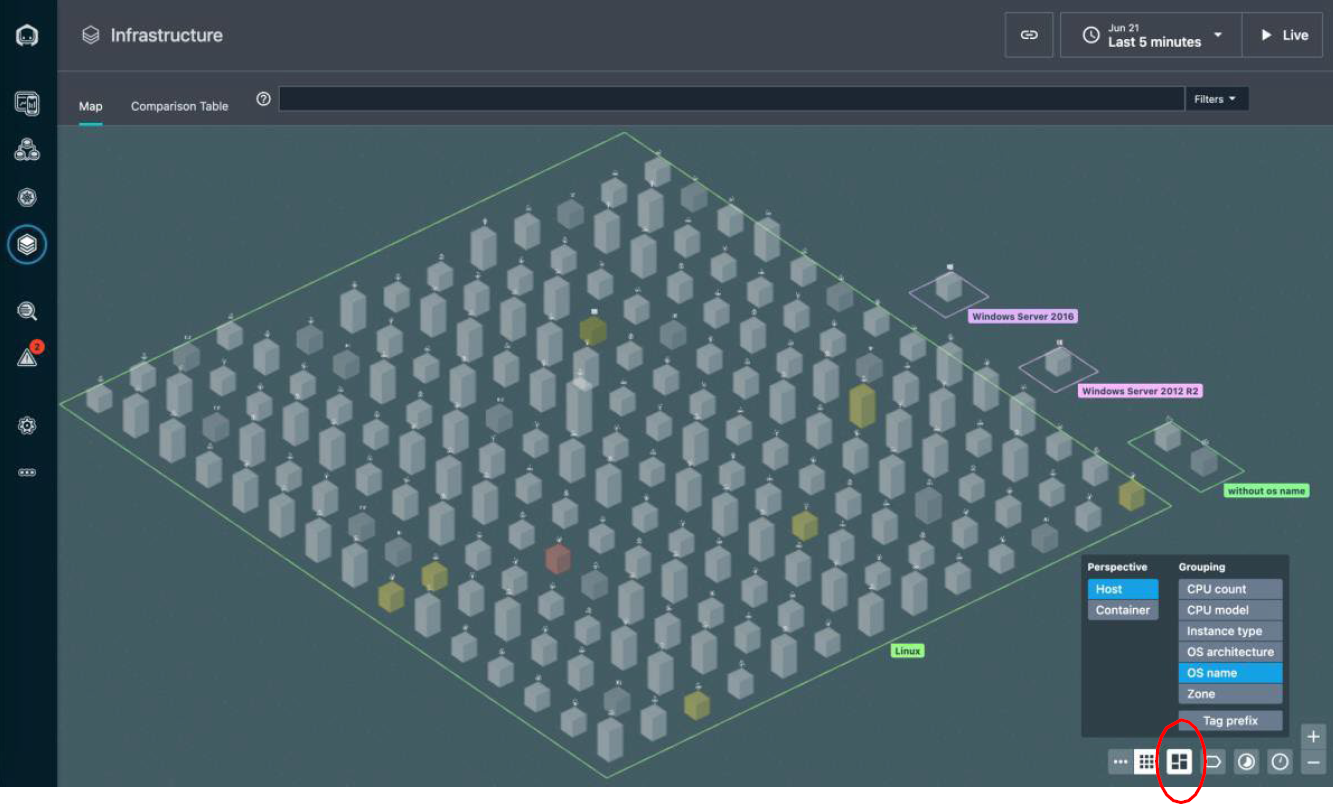 Infrastructure
Jun 21
Last 5 minutes
Live
Map
Comparison Table
Filters
2
Windows Server 2016
Windows Server 2012 R2
without os name
Linux
Perspective
Grouping
Host
CPU count
Container
CPU model
Instance type
OS architecture
OS name
Zone
Tag prefix